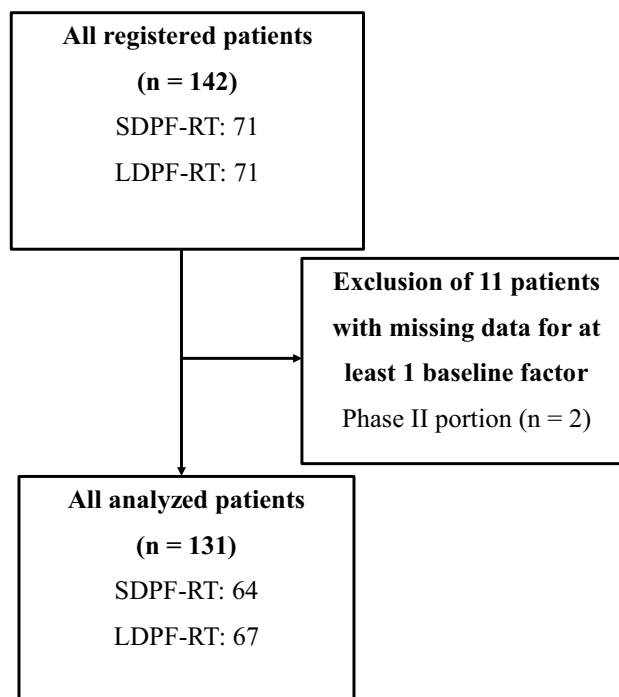 All registered patients
(n = 142)
SDPF-RT: 71
LDPF-RT: 71
Exclusion of 11 patients
with missing data for at
least 1 baseline factor
Phase II portion (n = 2)
All analyzed patients
(n = 131)
SDPF-RT: 64
LDPF-RT: 67